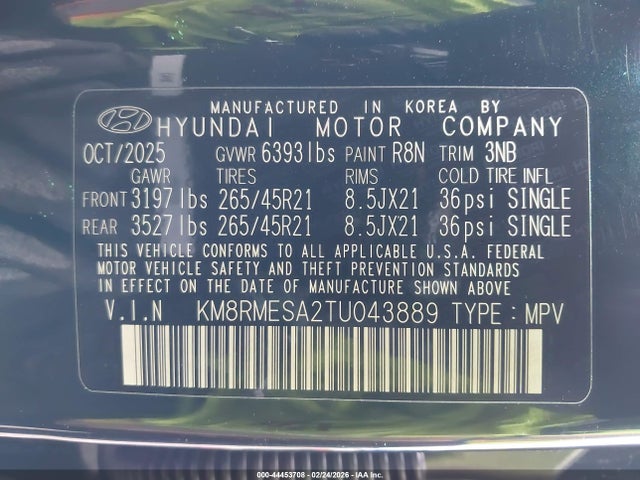 MANUFACTURED IN KOREA BY
HYUNDAI MOTOR COMPANY
OCT/2025 GVWR 6393lbs PAINT R8N TRIM 3NB
GAWR TIRES RIMS COLD TIRE INFL
FRONT 3197lbs 265/45R21 8.5JX21 36psi SINGLE
REAR 3527lbs 265/45R21 8.5JX21 36psi SINGLE
THIS VEHICLE CONFORMS TO ALL APPLICABLE U.S.A. FEDERAL
MOTOR VEHICLE SAFETY AND THEFT PREVENTION STANDARDS
IN EFFECT ON THE DATE OF MANUFACTURE SHOWN ABOVE
V.I.N KM8RMESA2TU043889 TYPE : MPV
000-44453708 - 02/24/2026 - IAA Inc.